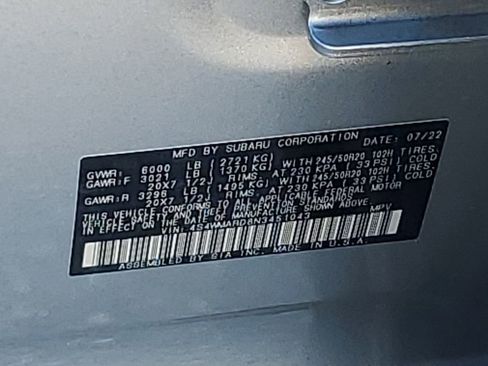 MFD BY SUBARU CORPORATION DATE: 07/22
GVWR: 6000 LB (2721 KG)
GAWR:F 3021 LB (1370 KG) WITH 245/50R20 102H TIRES.
20X7 1/2J RIMS, AT 230 KPA / 33 PSI COLD
GAWR:R 3296 LB (1495 KG) WITH 245/50R20 102H TIRES.
20X7 1/2J RIMS, AT 230 KPA / 33 PSI COLD
THIS VEHICLE CONFORMS TO ALL APPLICABLE FEDERAL MOTOR
VEHICLE SAFETY AND STANDARDS IN EFFECT ON THE DATE OF MANUFACTURE SHOWN ABOVE.
VIN: MPV
ASSEMBLED BY SIA INC. MADE IN U.S.A.